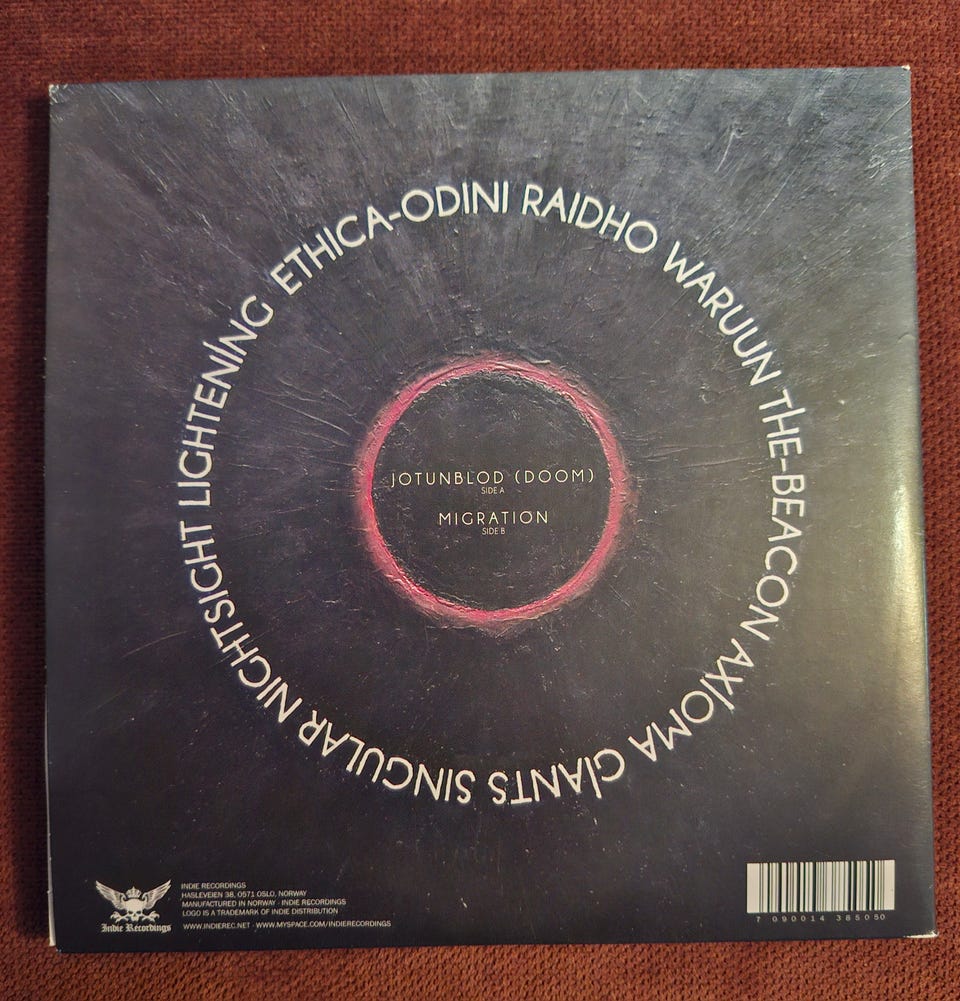 ETHICA-ODINI RAIDHO WARUUN THE-BEACON AXIOMA GIANTS SINGULAR NIGHTSIGHT LIGHTENING
JOTUNBLOD (DOOM)
SIDE A
MIGRATION
SIDE B
Indie Recordings
INDIE RECORDINGS
HASLEVEIEN 38, 0571 OSLO, NORWAY
MANUFACTURED IN NORWAY - INDIE RECORDINGS
LOGO IS A TRADEMARK OF INDIE DISTRIBUTION
WWW.INDIEREC.NET - WWW.MYSPACE.COM/INDIERECORDINGS
7 090014 385050